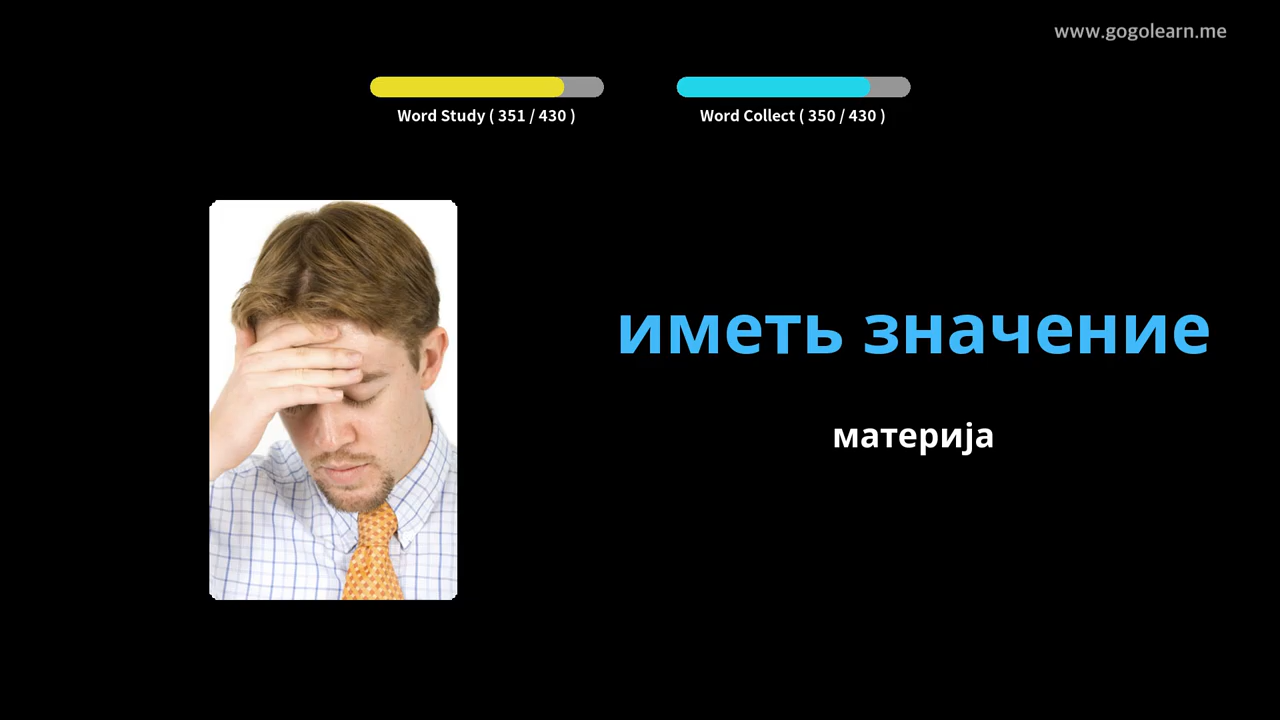 www.gogolearn.me
Word Study ( 351 / 430 )
Word Collect ( 350 / 430 )
иметь значение
материја